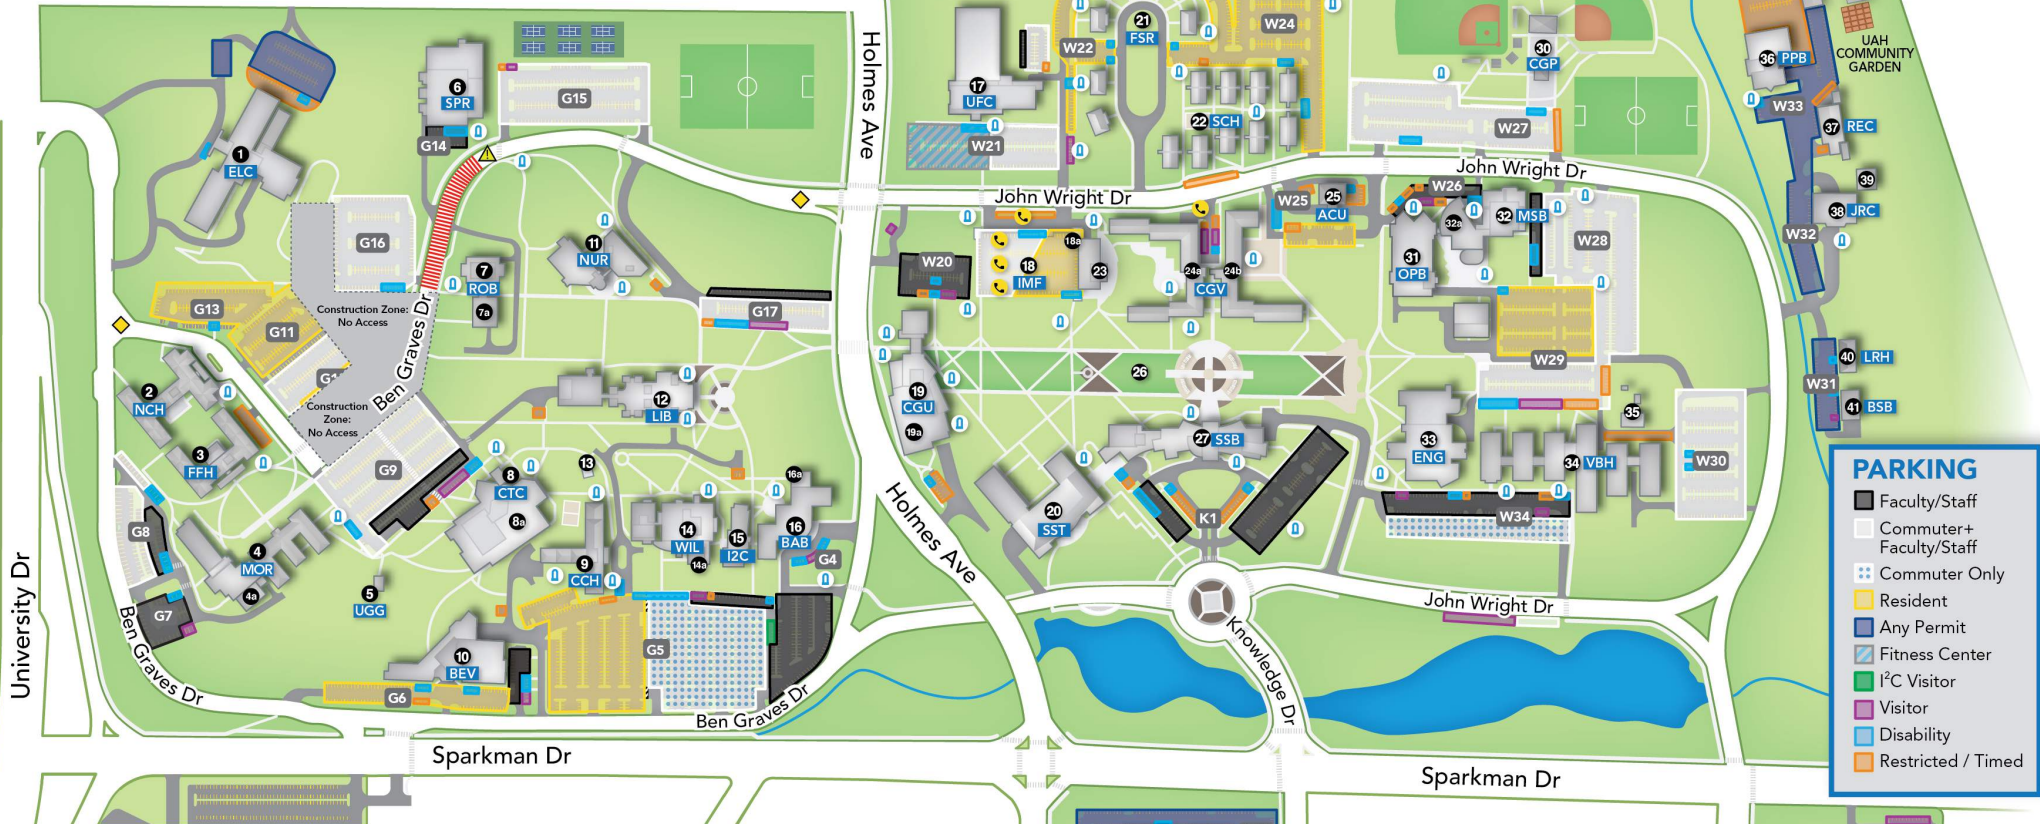 21
FSR
W24
W22
30
CGP
36 PPB
UAH
COMMUNITY
GARDEN
6
SPR
G15
17
UFC
Holmes Ave
W33
37 REC
G14
W21
22 SCH
W27
1
ELC
John Wright Dr
John Wright Dr
39
38 JRC
W32
G16
11
NUR
W20
18a
18
IMF
23
24a
24b
CGV
W25
25
ACU
W26
32a
32 MSB
31
OPB
W28
7
ROB
7a
G13
G11
Construction Zone:
No Access
Ben Graves Dr
G17
G1
Construction
Zone:
No Access
2
NCH
3
FFH
12
LIB
19
CGU
19a
26
W29
40 LRH
W31
41 BSB
35
G9
8
CTC
8a
13
16a
27 SSB
33
ENG
34 VBH
W30
G8
4
MOR
4a
5
UGG
9
CCH
14
WIL
14a
15
I2C
16
BAB
G4
Holmes Ave
20
SST
K1
W34
G7
University Dr
Ben Graves Dr
10
BEV
G6
G5
Ben Graves Dr
John Wright Dr
Knowledge Dr
Sparkman Dr
Sparkman Dr
PARKING
Faculty/Staff
Commuter+
Faculty/Staff
Commuter Only
Resident
Any Permit
Fitness Center
I²C Visitor
Visitor
Disability
Restricted / Timed